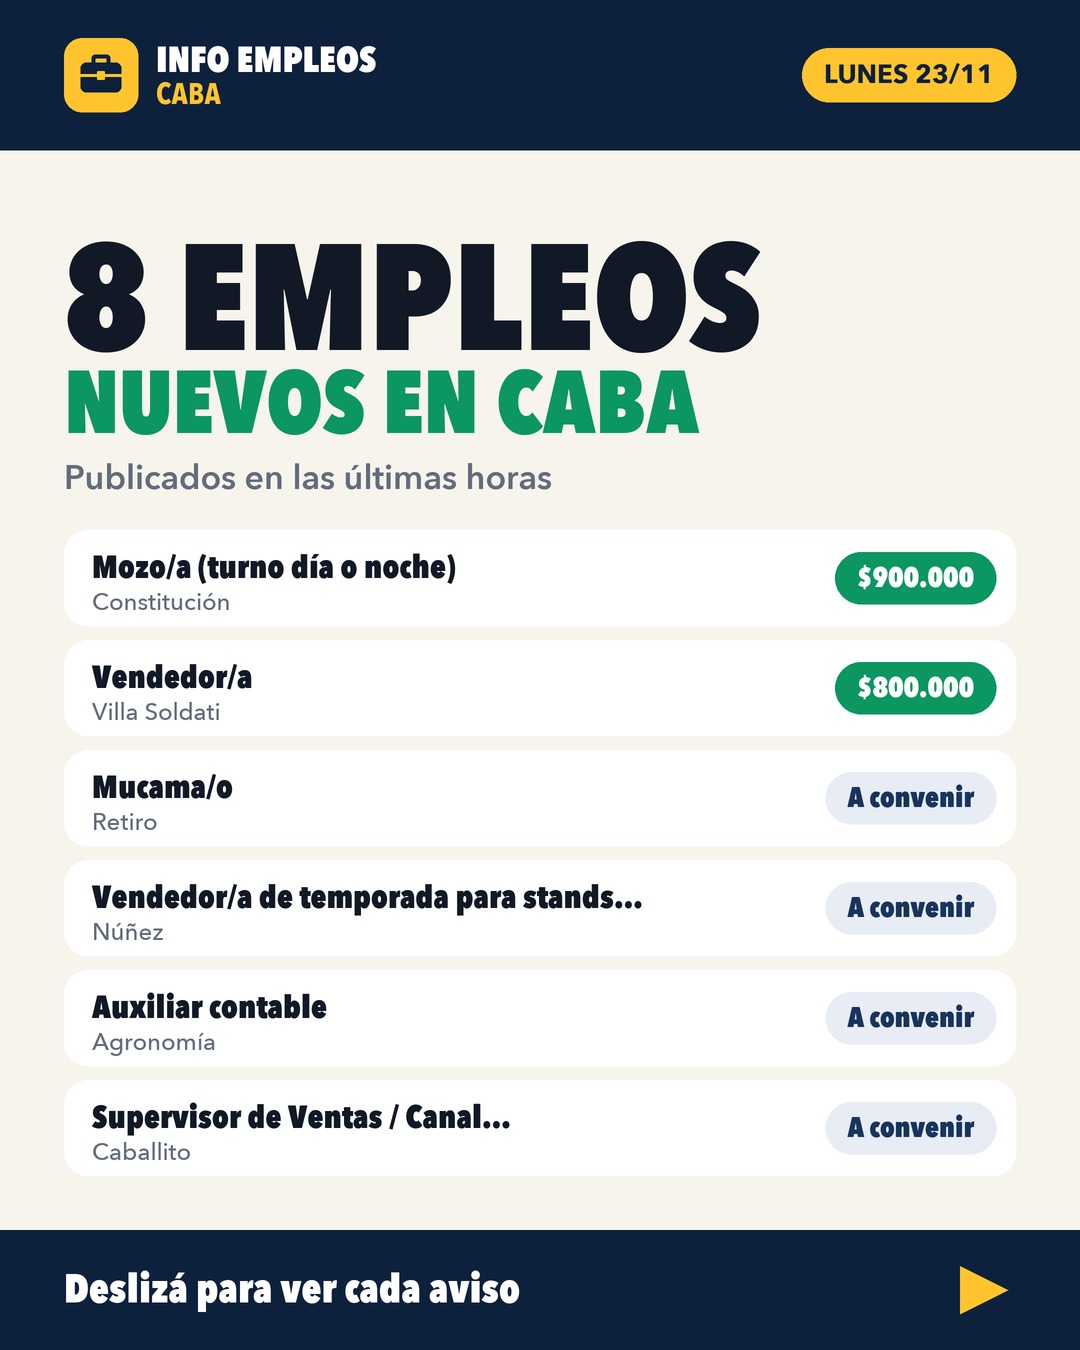 INFO EMPLEOS
CABA
LUNES 23/11
8 EMPLEOS
NUEVOS EN CABA
Publicados en las últimas horas
Mozo/a (turno día o noche)
Constitución
$900.000
Vendedor/a
Villa Soldati
$800.000
Mucama/o
Retiro
A convenir
Vendedor/a de temporada para stands...
Núñez
A convenir
Auxiliar contable
Agronomía
A convenir
Supervisor de Ventas / Canal...
Caballito
A convenir
Deslizá para ver cada aviso